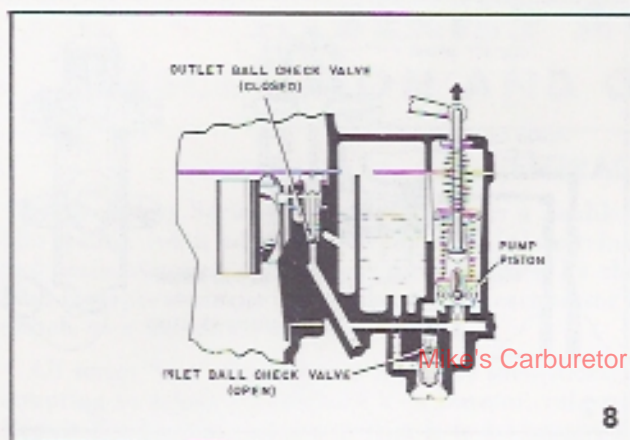 OUTLET BALL CHECK VALVE
(CLOSED)
PUMP
PISTON
Mike's Carburetor
INLET BALL CHECK VALVE
(OPEN)
8